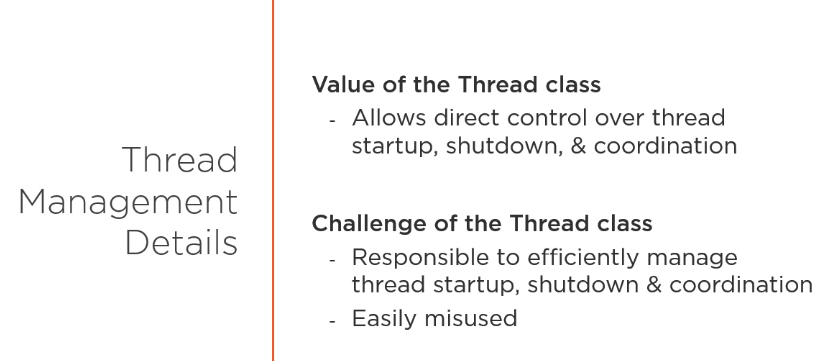 Thread
Management
Details
Value of the Thread class
- Allows direct control over thread
startup, shutdown, & coordination
Challenge of the Thread class
- Responsible to efficiently manage
thread startup, shutdown & coordination
- Easily misused